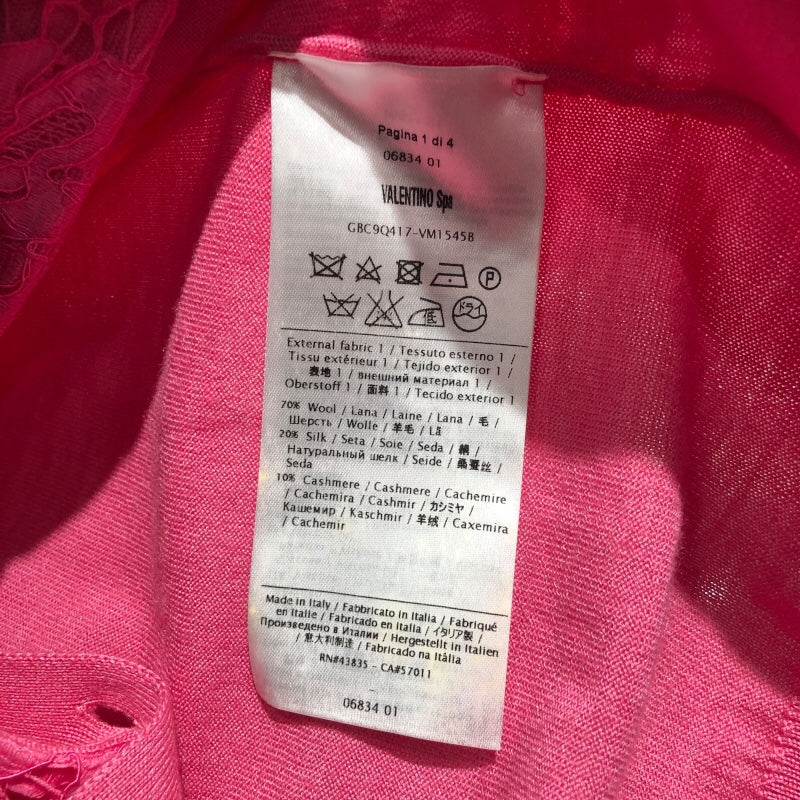 Pagina 1 di 4
06834 01
VALENTINO Spa
GBC9Q417-VM1545B
P
低 ドライ
External fabric 1 / Tessuto esterno 1 /
Tissu extérieur 1 / Tejido exterior 1 /
表地 1 / внешний материал 1 /
Oberstoff 1 / 面料 1 / Tecido exterior 1
70% Wool / Lana / Laine / Lana / 毛 /
Шерсть / Wolle / 羊毛 / Lã
20% Silk / Seta / Soie / Seda / 絹 /
Натуральный шелк / Seide / 桑蚕丝 /
Seda
10% Cashmere / Cashmere / Cachemire
/ Cachemira / Cashmir / カシミヤ /
Кашемир / Kaschmir / 羊绒 / Caxemira
/ Cachemir
Made in Italy / Fabbricato in Italia / Fabriqué
en Italie / Fabricado en Italia / イタリア製 /
Произведено в Италии / Hergestellt in Italien
/ 意大利制造 / Fabricado na Itália
RN#43835 - CA#57011
-
06834 01